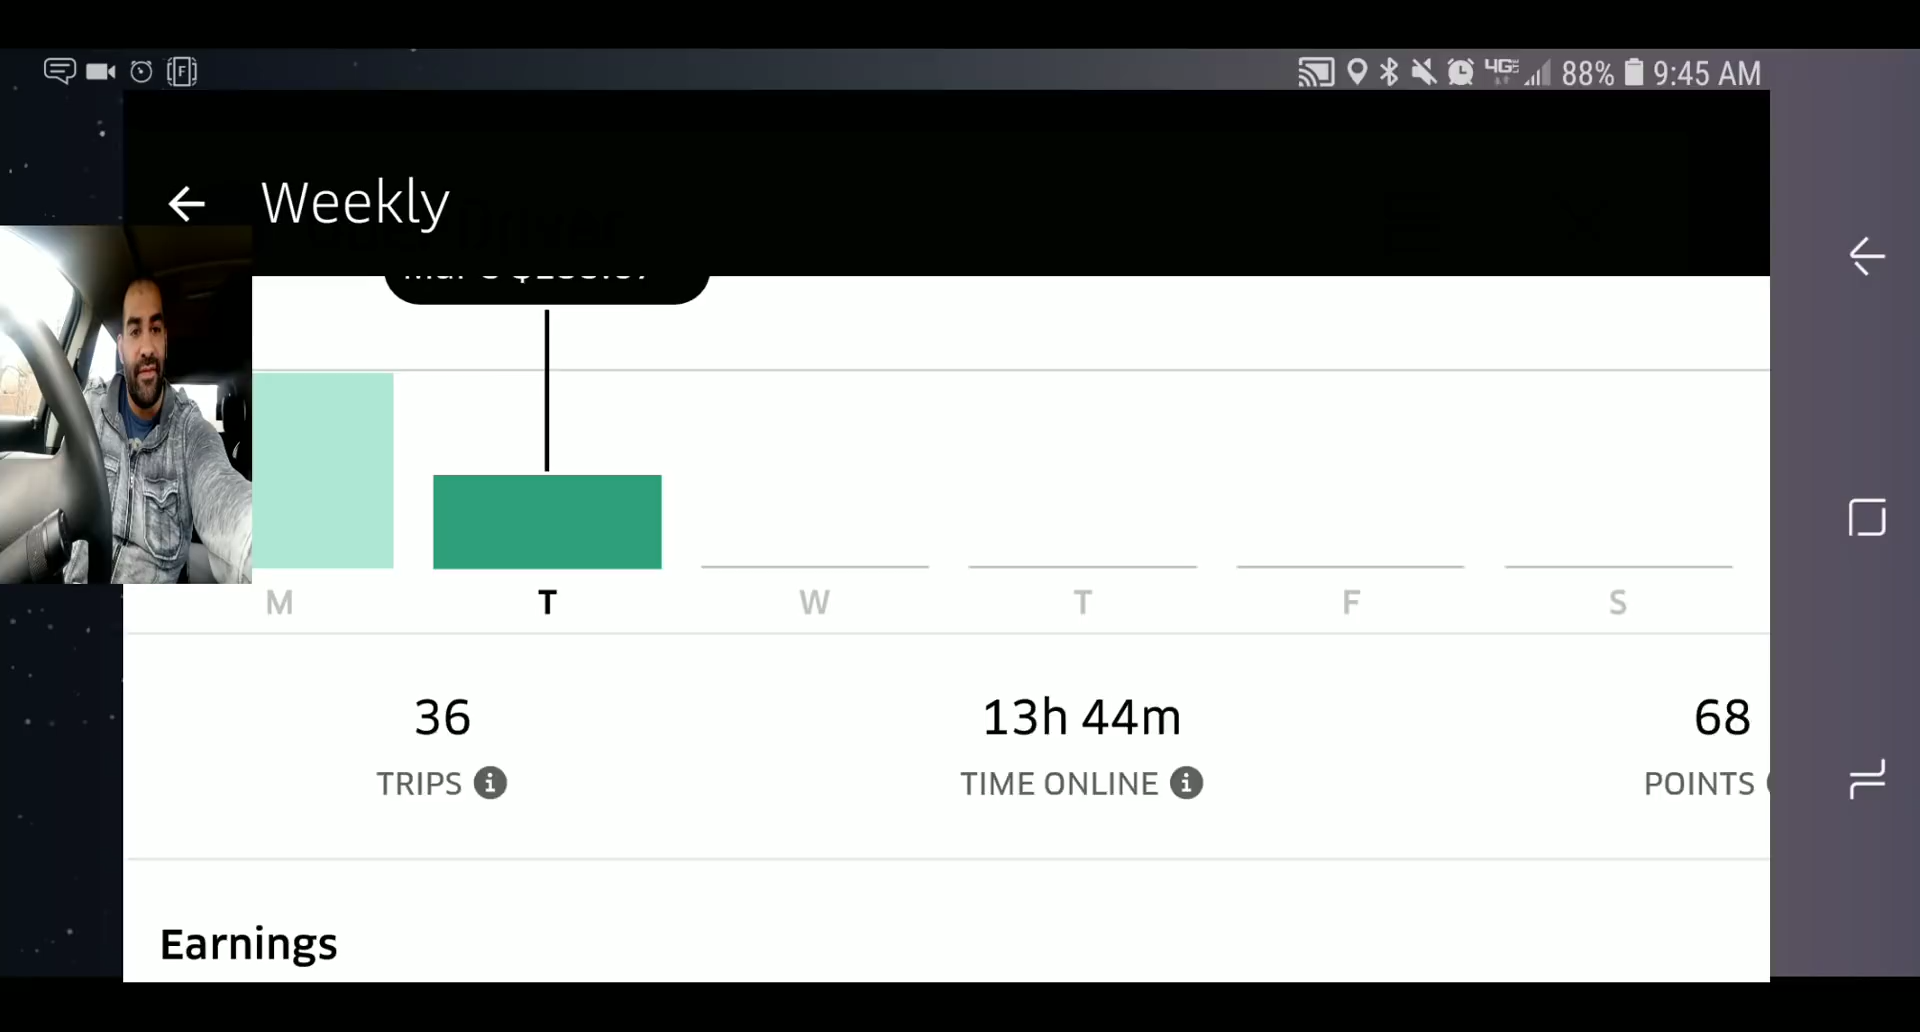 88% 9:45 AM
Weekly
M T W T F S
36 13h 44m 68
TRIPS TIME ONLINE POINTS
Earnings